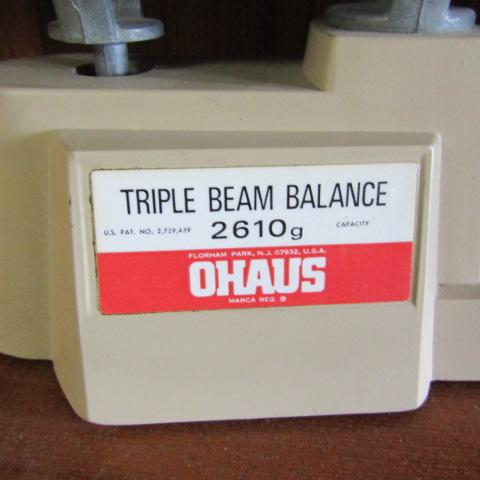 TRIPLE BEAM BALANCE
U.S. PAT. NO. 2,729,439 2610g CAPACITY
FLORHAM PARK, N.J. 07932, U.S.A.
OHAUS
MARCA REG ®